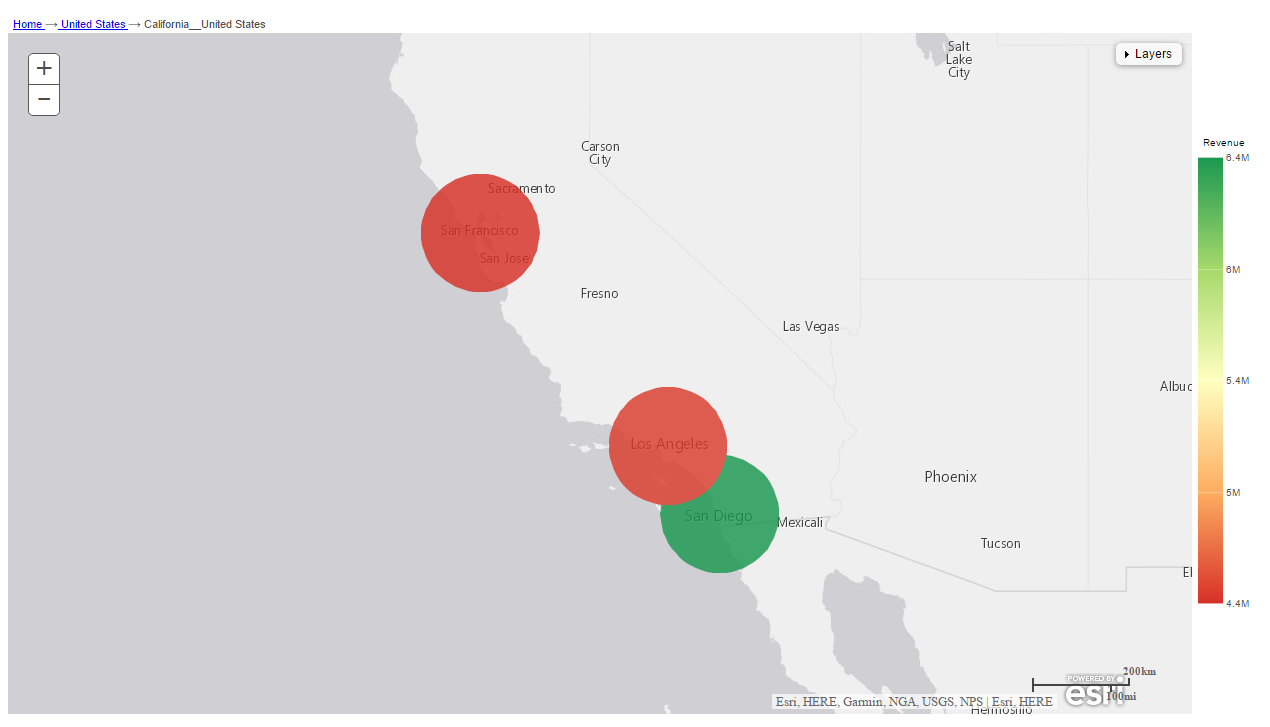 Home → United States → California__United States
+
−
Layers
Salt
Lake
City
Carson
City
Revenue
6.4M
Sacramento
San Francisco
San Jose
6M
Fresno
Las Vegas
5.4M
Albuc
Los Angeles
Phoenix
5M
San Diego
Mexicali
Tucson
El
4.4M
200km
POWERED BY
esri
100mi
Esri, HERE, Garmin, NGA, USGS, NPS | Esri, HERE
Hermosillo